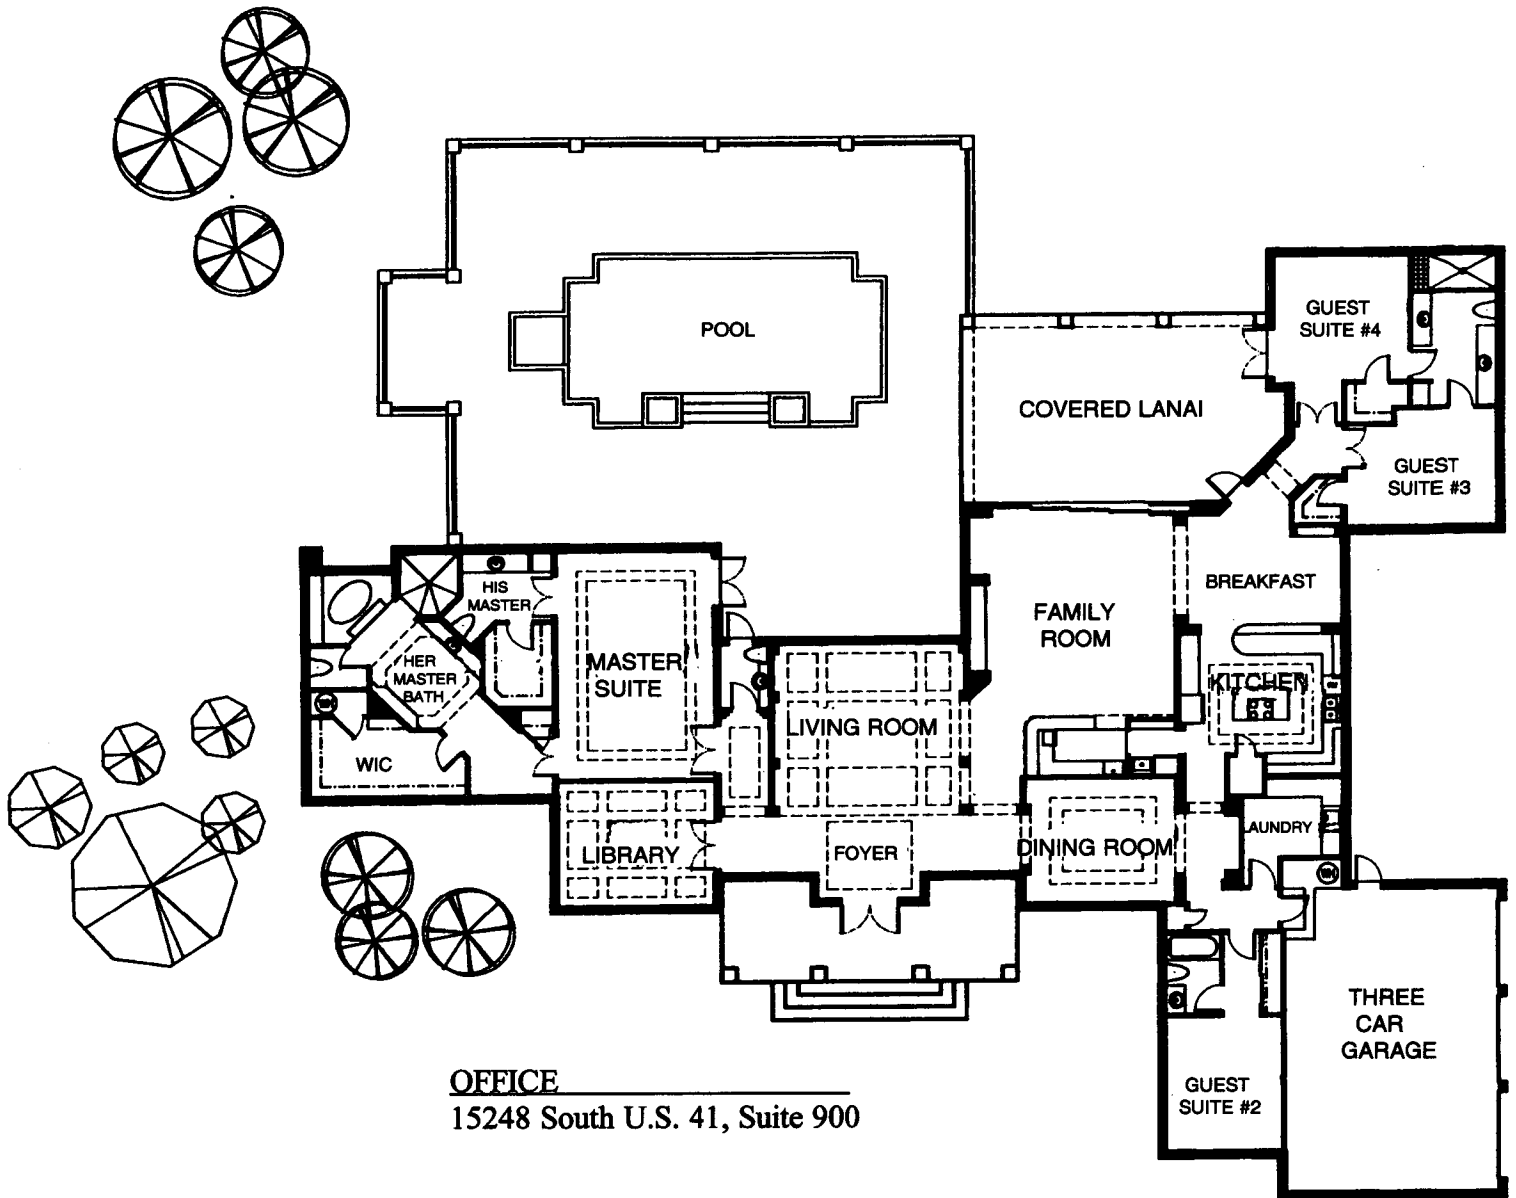 POOL
GUEST
SUITE #4
COVERED LANAI
GUEST
SUITE #3
HIS
MASTER
BREAKFAST
FAMILY
ROOM
HER
MASTER
BATH
MASTER
SUITE
KITCHEN
LIVING ROOM
WIC
LIBRARY
FOYER
DINING ROOM
LAUNDRY
THREE
CAR
GARAGE
GUEST
SUITE #2
OFFICE
15248 South U.S. 41, Suite 900